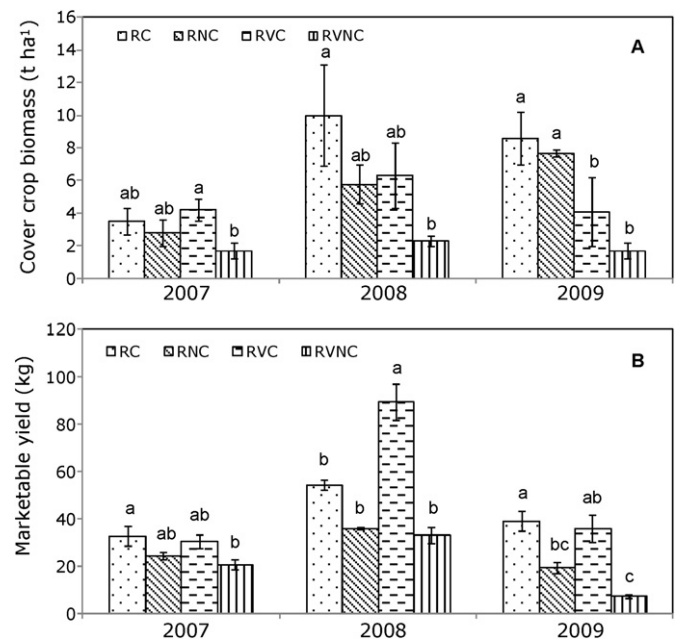 16
14
12
10
8
6
4
2
0
Cover crop biomass (t ha¹)
RC RNC RVC RVNC
A
ab ab a b
a ab ab b
a a b b
2007 2008 2009
120
100
80
60
40
20
0
Marketable yield (kg)
RC RNC RVC RVNC
B
a ab ab b
b b a b
a bc ab c
2007 2008 2009